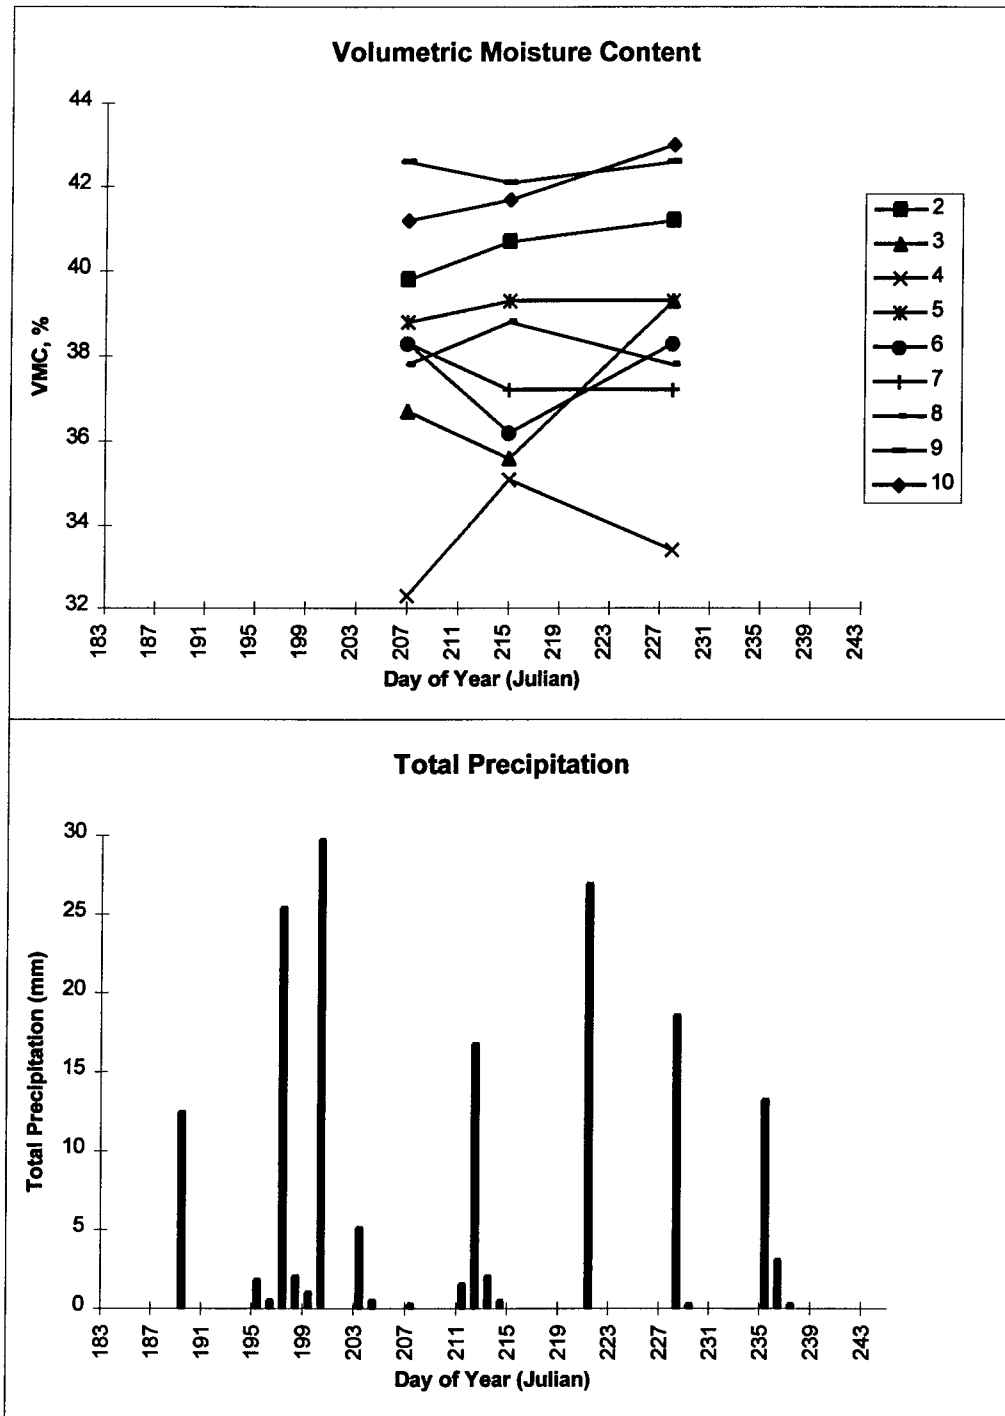 Volumetric Moisture Content
44
42
40
38
36
34
32
VMC, %
183 187 191 195 199 203 207 211 215 219 223 227 231 235 239 243
Day of Year (Julian)
2
3
4
5
6
7
8
9
10
Total Precipitation
30
25
20
15
10
5
0
Total Precipitation (mm)
183 187 191 195 199 203 207 211 215 219 223 227 231 235 239 243
Day of Year (Julian)